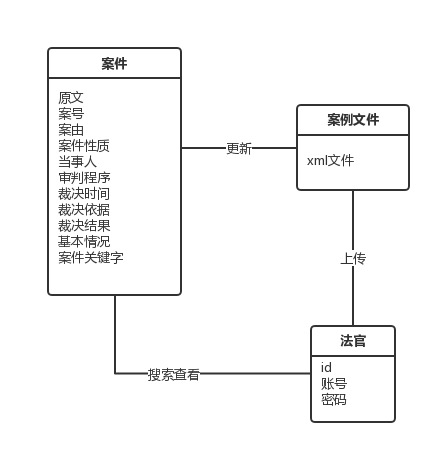 案件
原文
案号
案由
案件性质
当事人
审判程序
裁决时间
裁决依据
裁决结果
基本情况
案件关键字
更新
案例文件
xml文件
上传
法官
id
账号
密码
搜索查看